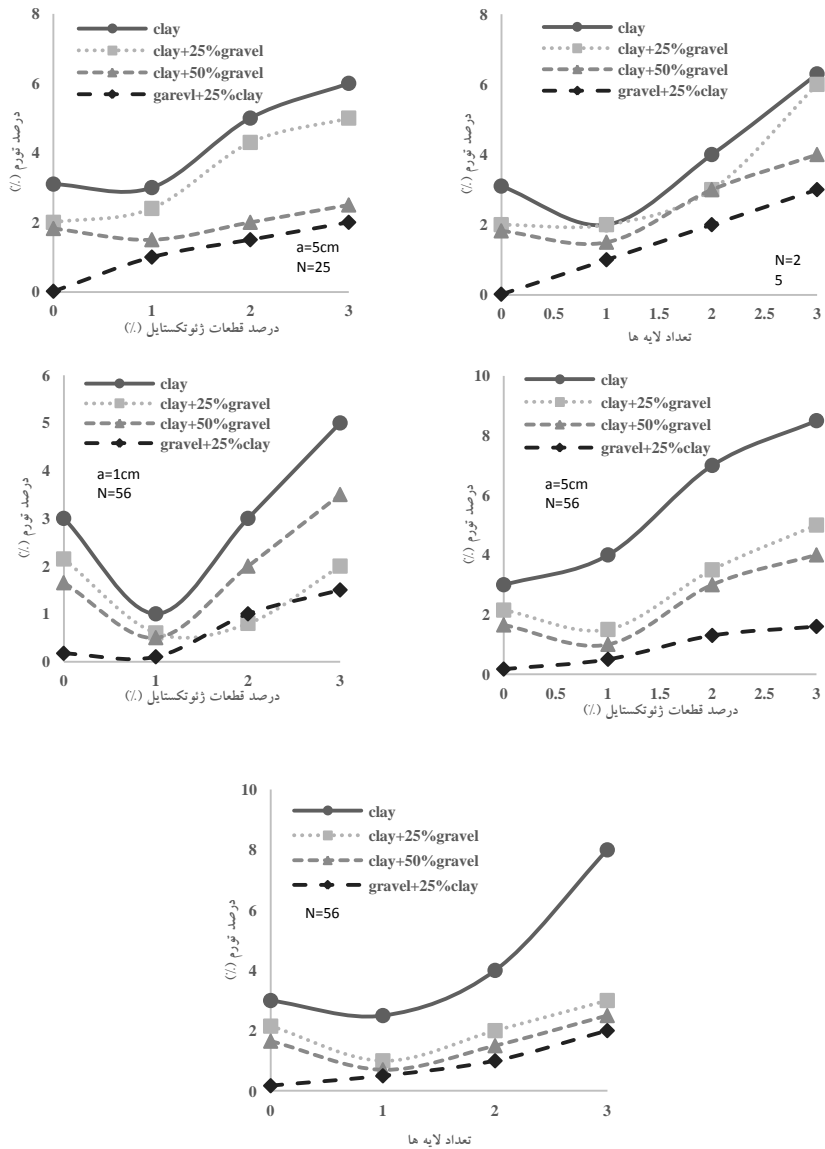 8
6
4
2
0
درصد تورم (%)
clay
clay+25%gravel
clay+50%gravel
garevl+25%clay
a=5cm
N=25
0 1 2 3
درصد قطعات ژئوتکستایل (%)
8
6
4
2
0
درصد تورم (%)
clay
clay+25%gravel
clay+50%gravel
gravel+25%clay
N=2
5
0 0.5 1 1.5 2 2.5 3
تعداد لایه ها
6
5
4
3
2
1
0
درصد تورم (%)
clay
clay+25%gravel
clay+50%gravel
gravel+25%clay
a=1cm
N=56
0 1 2 3
درصد قطعات ژئوتکستایل (%)
10
8
6
4
2
0
درصد تورم (%)
clay
clay+25%gravel
clay+50%gravel
gravel+25%clay
a=5cm
N=56
0 0.5 1 1.5 2 2.5 3
درصد قطعات ژئوتکستایل (%)
10
8
6
4
2
0
درصد تورم (%)
clay
clay+25%gravel
clay+50%gravel
gravel+25%clay
N=56
0 1 2 3
تعداد لایه ها